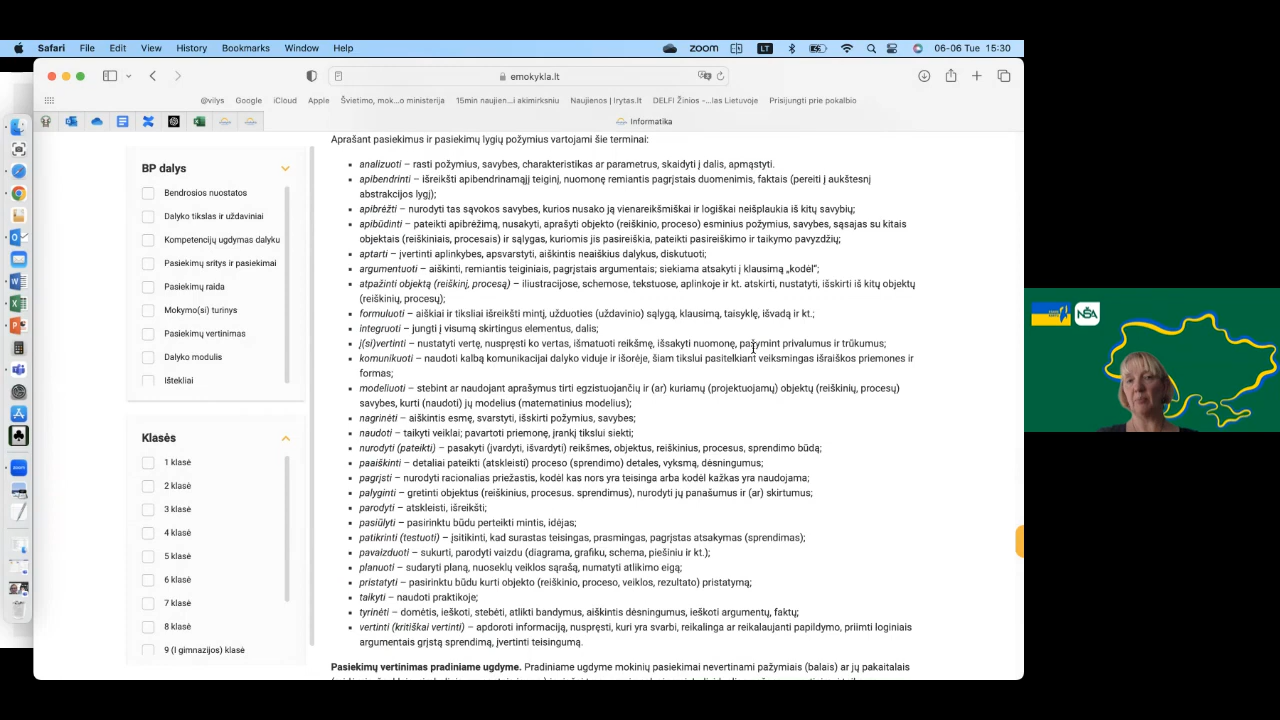 Safari File Edit View History Bookmarks Window Help zoom LT 06-06 Tue 15:30
emokykla.lt
@vilys Google iCloud Apple Švietimo, mok...o ministerija 15min naujien...i akimirksniu Naujienos | lrytas.lt DELFI Žinios -...las Lietuvoje Prisijungti prie pokalbio
Informatika
BP dalys
Bendrosios nuostatos
Dalyko tikslas ir uždaviniai
Kompetencijų ugdymas dalyku
Pasiekimų sritys ir pasiekimai
Pasiekimų raida
Mokymo(si) turinys
Pasiekimų vertinimas
Dalyko modulis
Ištekliai
Klasės
1 klasė
2 klasė
3 klasė
4 klasė
5 klasė
6 klasė
7 klasė
8 klasė
9 (I gimnazijos) klasė
Aprašant pasiekimus ir pasiekimų lygių požymius vartojami šie terminai:
analizuoti – rasti požymius, savybes, charakteristikas ar parametrus, skaidyti į dalis, apmąstyti.
apibendrinti – išreikšti apibendrinamąjį teiginį, nuomonę remiantis pagrįstais duomenimis, faktais (pereiti į aukštesnį
abstrakcijos lygį);
apibrėžti – nurodyti tas sąvokos savybes, kurios nusako ją vienareikšmiškai ir logiškai neišplaukia iš kitų savybių;
apibūdinti – pateikti apibrėžimą, nusakyti, aprašyti objekto (reiškinio, proceso) esminius požymius, savybes, sąsajas su kitais
objektais (reiškiniais, procesais) ir sąlygas, kuriomis jis pasireiškia, pateikti pasireiškimo ir taikymo pavyzdžių;
aptarti – įvertinti aplinkybes, apsvarstyti, aiškintis neaiškius dalykus, diskutuoti;
argumentuoti – aiškinti, remiantis teiginiais, pagrįstais argumentais; siekiama atsakyti į klausimą „kodėl“;
atpažinti objektą (reiškinį, procesą) – iliustracijose, schemose, tekstuose, aplinkoje ir kt. atskirti, nustatyti, išskirti iš kitų objektų
(reiškinių, procesų);
formuluoti – aiškiai ir tiksliai išreikšti mintį, užduoties (uždavinio) sąlygą, klausimą, taisyklę, išvadą ir kt.;
integruoti – jungti į visumą skirtingus elementus, dalis;
į(si)vertinti – nustatyti vertę, nuspręsti ko vertas, išmatuoti reikšmę, išsakyti nuomonę, pažymint privalumus ir trūkumus;
komunikuoti – naudoti kalbą komunikacijai dalyko viduje ir išorėje, šiam tikslui pasitelkiant veiksmingas išraiškos priemones ir
formas;
modeliuoti – stebint ar naudojant aprašymus tirti egzistuojančių ir (ar) kuriamų (projektuojamų) objektų (reiškinių, procesų)
savybes, kurti (naudoti) jų modelius (matematinius modelius);
nagrinėti – aiškintis esmę, svarstyti, išskirti požymius, savybes;
naudoti – taikyti veiklai; pavartoti priemonę, įrankį tikslui siekti;
nurodyti (pateikti) – pasakyti (įvardyti, išvardyti) reikšmes, objektus, reiškinius, procesus, sprendimo būdą;
paaiškinti – detaliai pateikti (atskleisti) proceso (sprendimo) detales, vyksmą, dėsningumus;
pagrįsti – nurodyti racionalias priežastis, kodėl kas nors yra teisinga arba kodėl kažkas yra naudojama;
palyginti – gretinti objektus (reiškinius, procesus. sprendimus), nurodyti jų panašumus ir (ar) skirtumus;
parodyti – atskleisti, išreikšti;
pasiūlyti – pasirinktu būdu perteikti mintis, idėjas;
patikrinti (testuoti) – įsitikinti, kad surastas teisingas, prasmingas, pagrįstas atsakymas (sprendimas);
pavaizduoti – sukurti, parodyti vaizdu (diagrama, grafiku, schema, piešiniu ir kt.);
planuoti – sudaryti planą, nuoseklų veiklos sąrašą, numatyti atlikimo eigą;
pristatyti – pasirinktu būdu kurti objekto (reiškinio, proceso, veiklos, rezultato) pristatymą;
taikyti – naudoti praktikoje;
tyrinėti – domėtis, ieškoti, stebėti, atlikti bandymus, aiškintis dėsningumus, ieškoti argumentų, faktų;
vertinti (kritiškai vertinti) – apdoroti informaciją, nuspręsti, kuri yra svarbi, reikalinga ar reikalaujanti papildymo, priimti loginiais
argumentais grįstą sprendimą, įvertinti teisingumą.
Pasiekimų vertinimas pradiniame ugdyme. Pradiniame ugdyme mokinių pasiekimai nevertinami pažymiais (balais) ar jų pakaitalais
NŠA